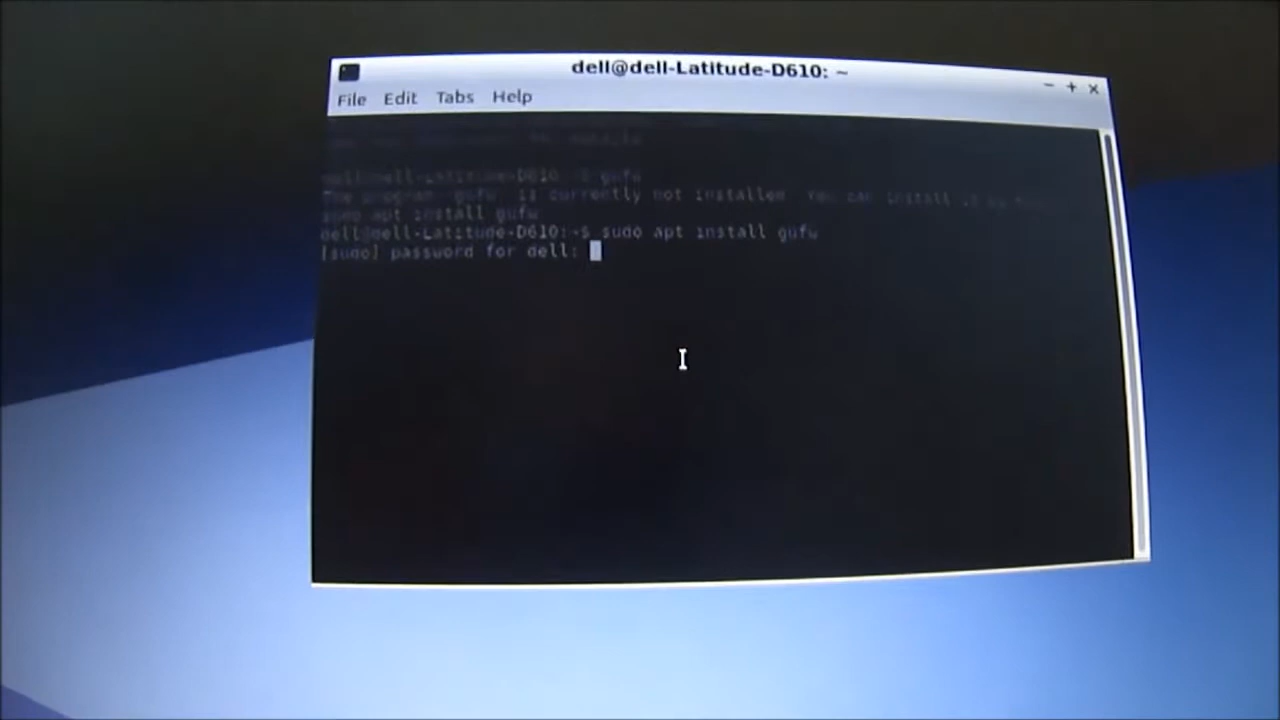 dell@dell-Latitude-D610: ~
File Edit Tabs Help
dell@dell-Latitude-D610:~$ gufw
The program 'gufw' is currently not installed. You can install it by
sudo apt install gufw
dell@dell-Latitude-D610:~$ sudo apt install gufw
[sudo] password for dell: